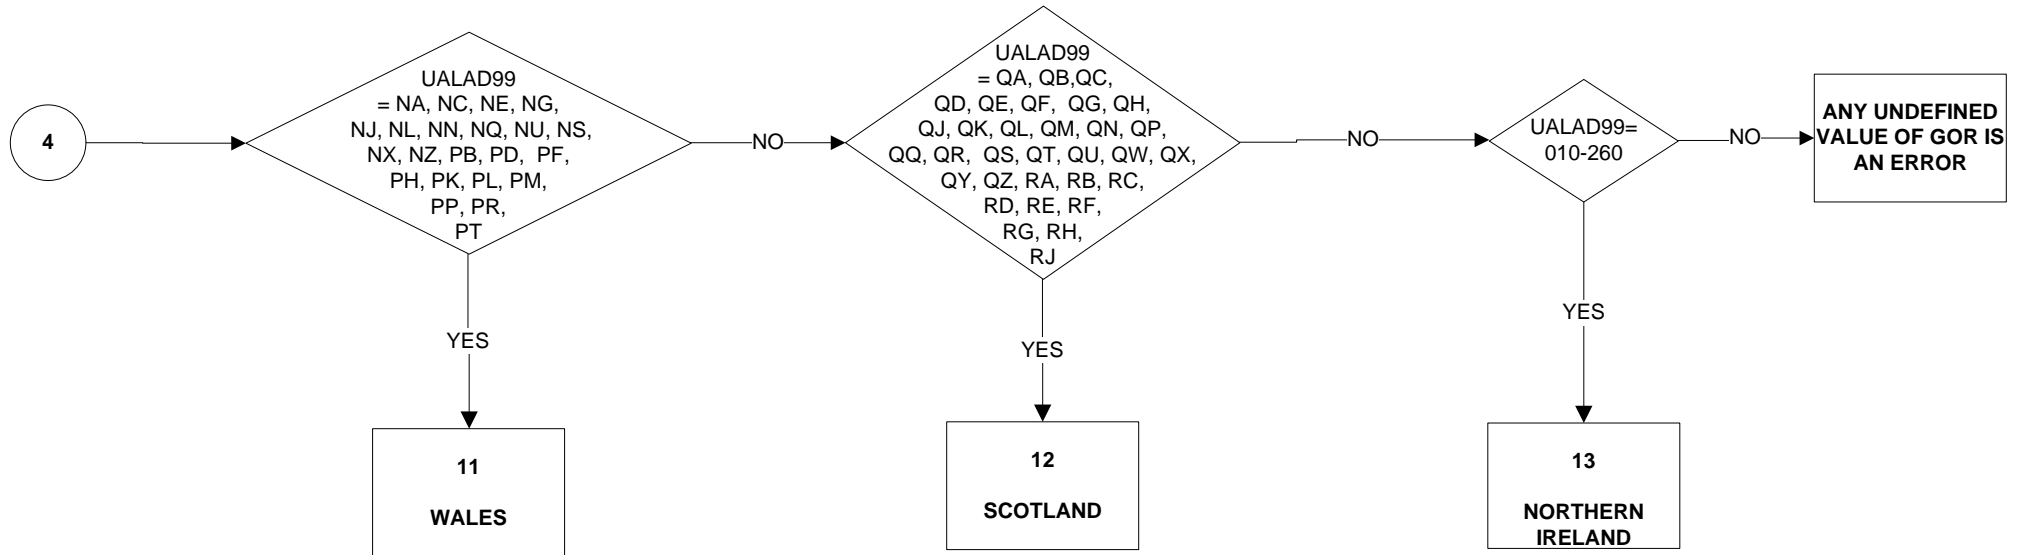 4
UALAD99
= NA, NC, NE, NG,
NJ, NL, NN, NQ, NU, NS,
NX, NZ, PB, PD, PF,
PH, PK, PL, PM,
PP, PR,
PT
YES
11
WALES
NO
UALAD99
= QA, QB,QC,
QD, QE, QF, QG, QH,
QJ, QK, QL, QM, QN, QP,
QQ, QR, QS, QT, QU, QW, QX,
QY, QZ, RA, RB, RC,
RD, RE, RF,
RG, RH,
RJ
YES
12
SCOTLAND
NO
UALAD99=
010-260
YES
13
NORTHERN
IRELAND
NO
ANY UNDEFINED
VALUE OF GOR IS
AN ERROR